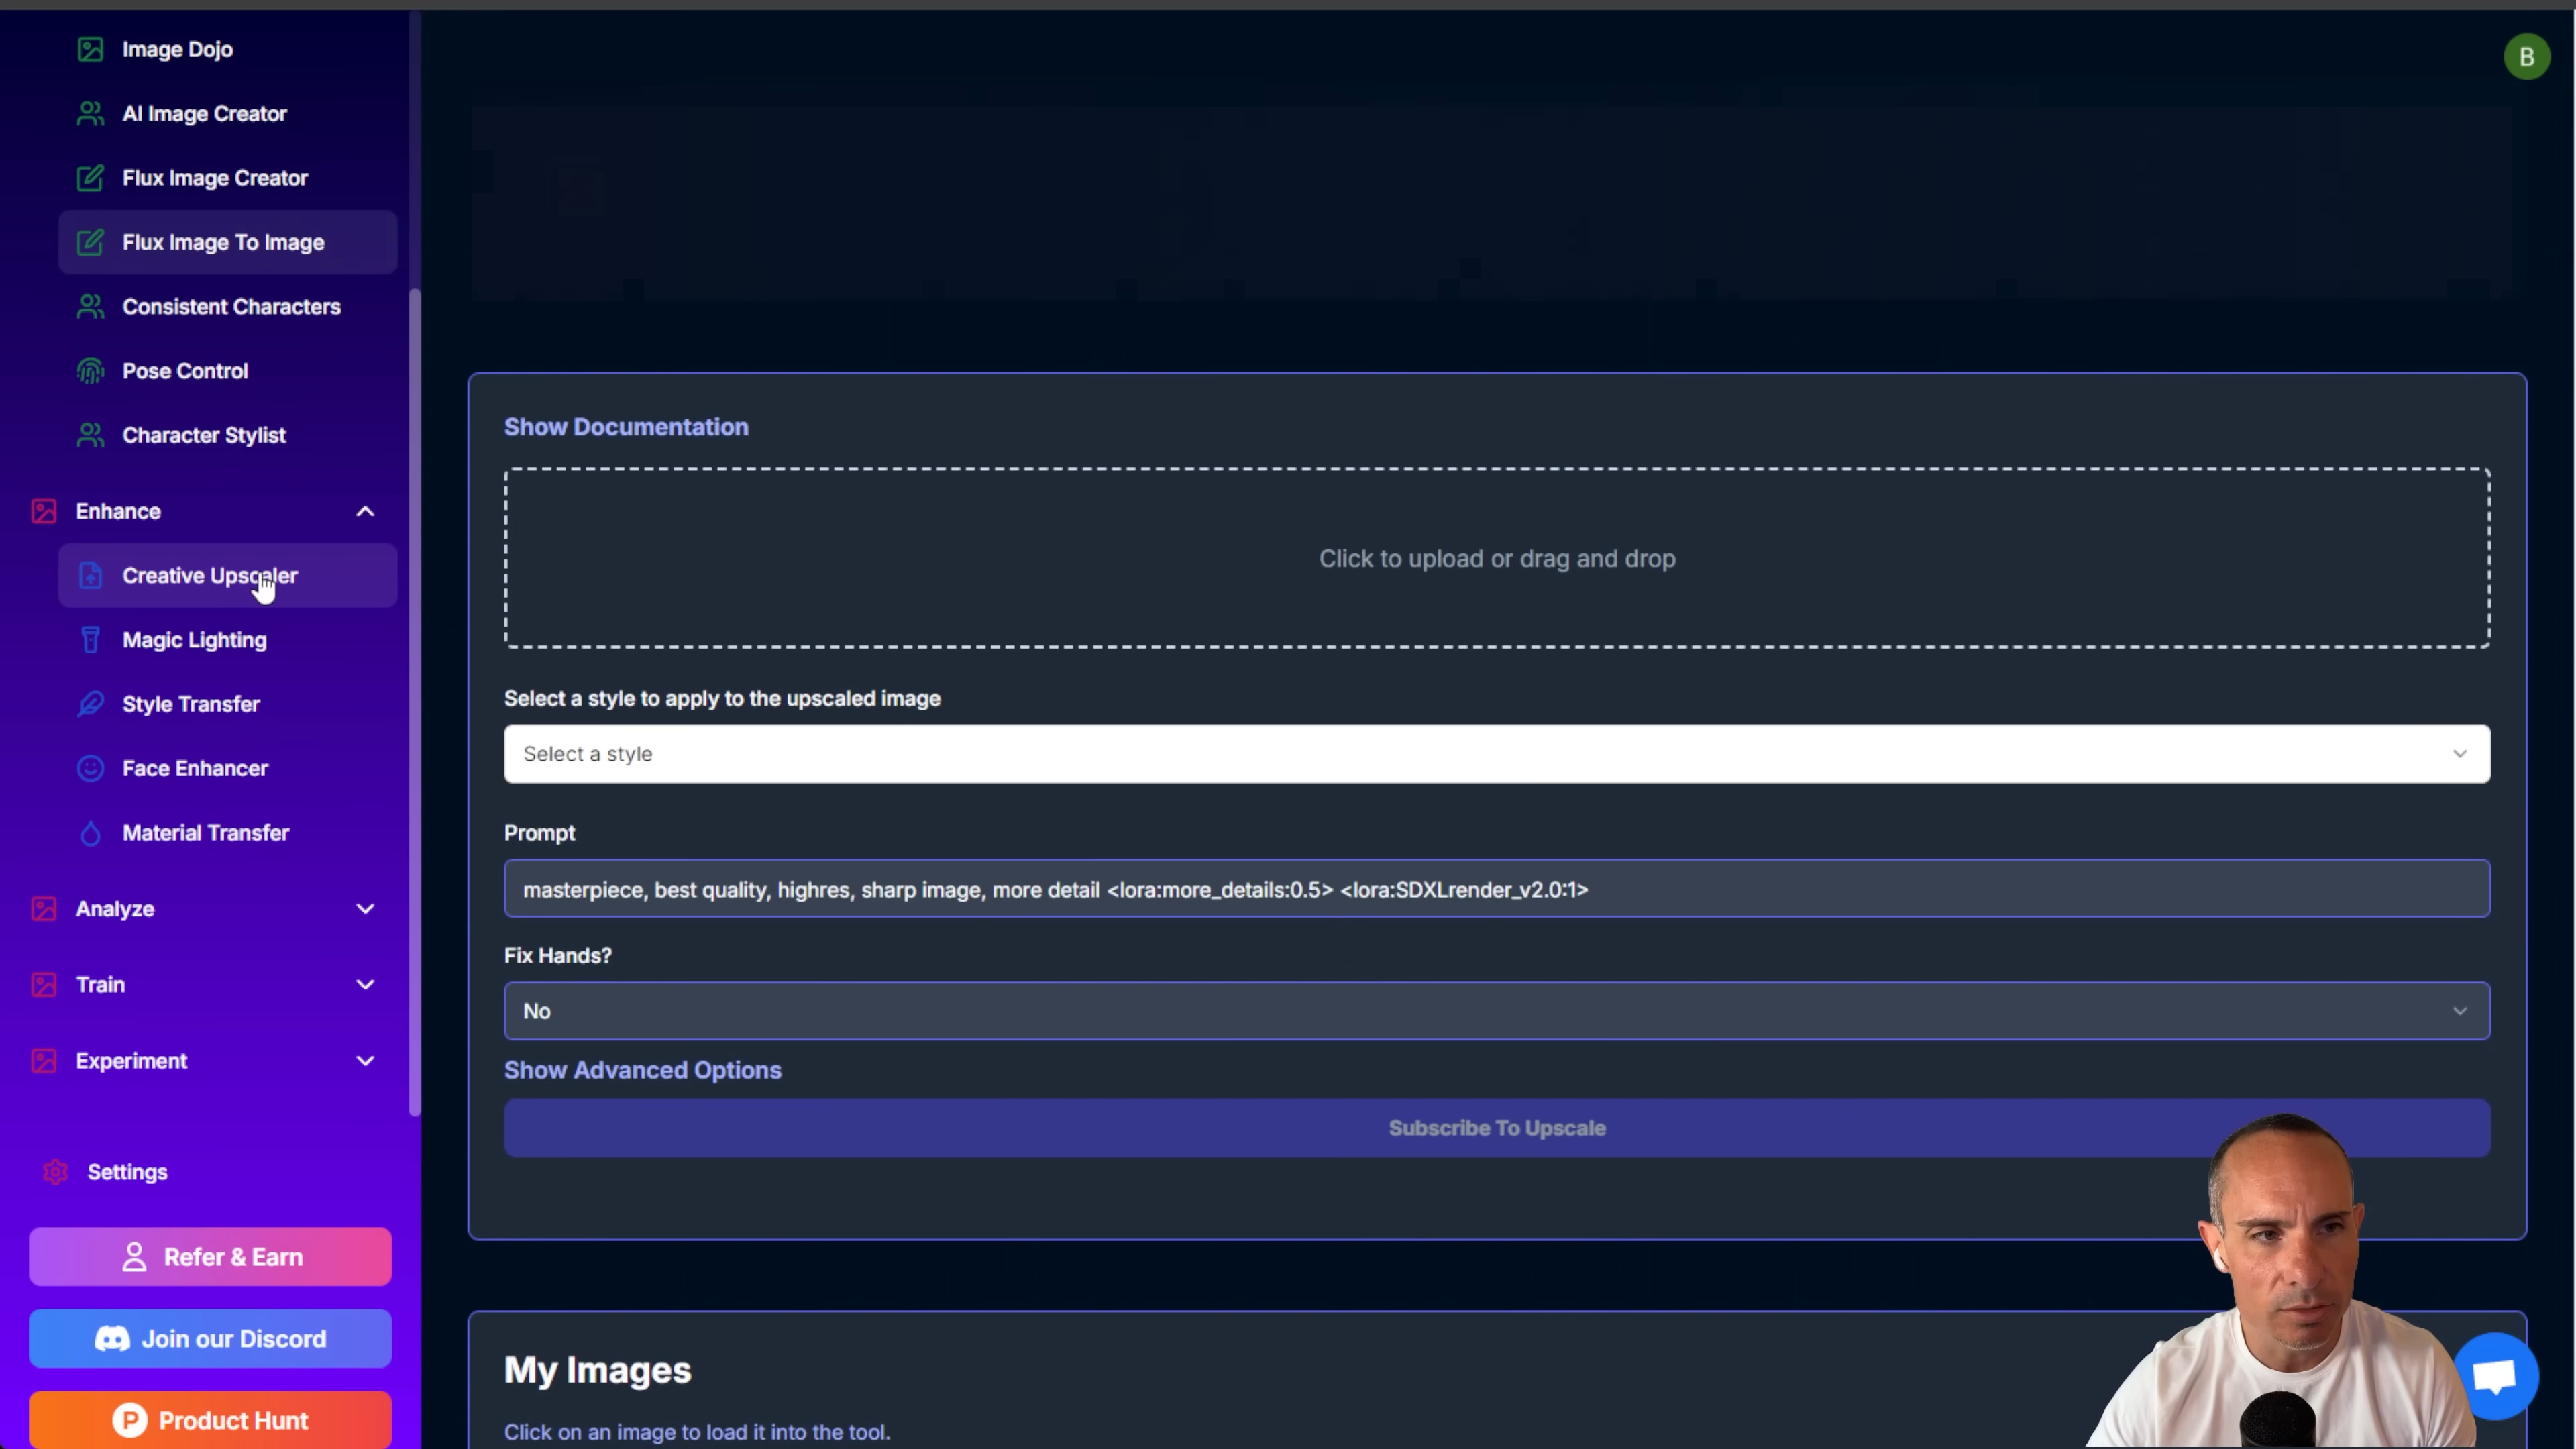 Image Dojo
AI Image Creator
Flux Image Creator
Flux Image To Image
Consistent Characters
Pose Control
Character Stylist
Enhance
Creative Upscaler
Magic Lighting
Style Transfer
Face Enhancer
Material Transfer
Analyze
Train
Experiment
Settings
Refer & Earn
Join our Discord
P Product Hunt
B
Show Documentation
Click to upload or drag and drop
Select a style to apply to the upscaled image
Select a style
Prompt
masterpiece, best quality, highres, sharp image, more detail <lora:more_details:0.5> <lora:SDXLrender_v2.0:1>
Fix Hands?
No
Show Advanced Options
Subscribe To Upscale
My Images
Click on an image to load it into the tool.